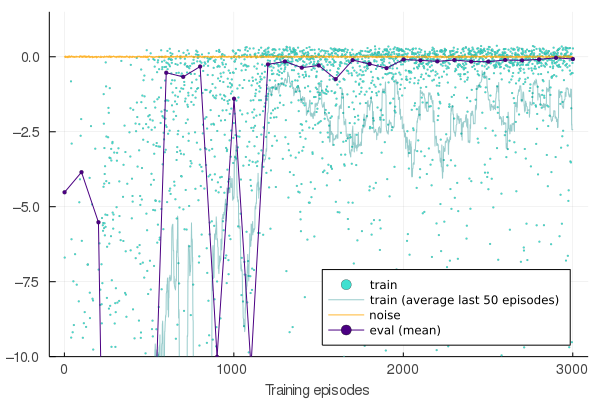 0.0
−2.5
−5.0
−7.5
−10.0
0
1000
2000
3000
Training episodes
train
train (average last 50 episodes)
noise
eval (mean)